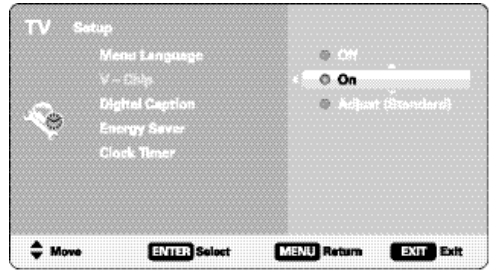 TV Setup
Menu Language
Off
V – Chip
On
Digital Caption
Adjust (Standard)
Energy Saver
Clock Timer
Move ENTER Select MENU Return EXIT Exit